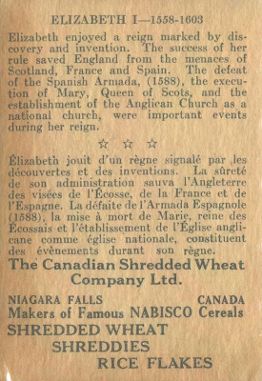 ELIZABETH I—1558-1603
Elizabeth enjoyed a reign marked by dis-
covery and invention. The success of her
rule saved England from the menaces of
Scotland, France and Spain. The defeat
of the Spanish Armada, (1588), the execu-
tion of Mary, Queen of Scots, and the
establishment of the Anglican Church as a
national church, were important events
during her reign.
☆ ☆ ☆
Élizabeth jouit d'un règne signalé par les
découvertes et des inventions. La sûreté
de son administration sauva l'Angleterre
des visées de l'Écosse, de la France et de
l'Espagne. La défaite de l'Armada Espagnole
(1588), la mise à mort de Marie, reine des
Écossais et l'établissement de l'Église angli-
cane comme église nationale, constituent
des évènements durant son règne.
The Canadian Shredded Wheat
Company Ltd.
NIAGARA FALLS CANADA
Makers of Famous NABISCO Cereals
SHREDDED WHEAT
SHREDDIES
RICE FLAKES